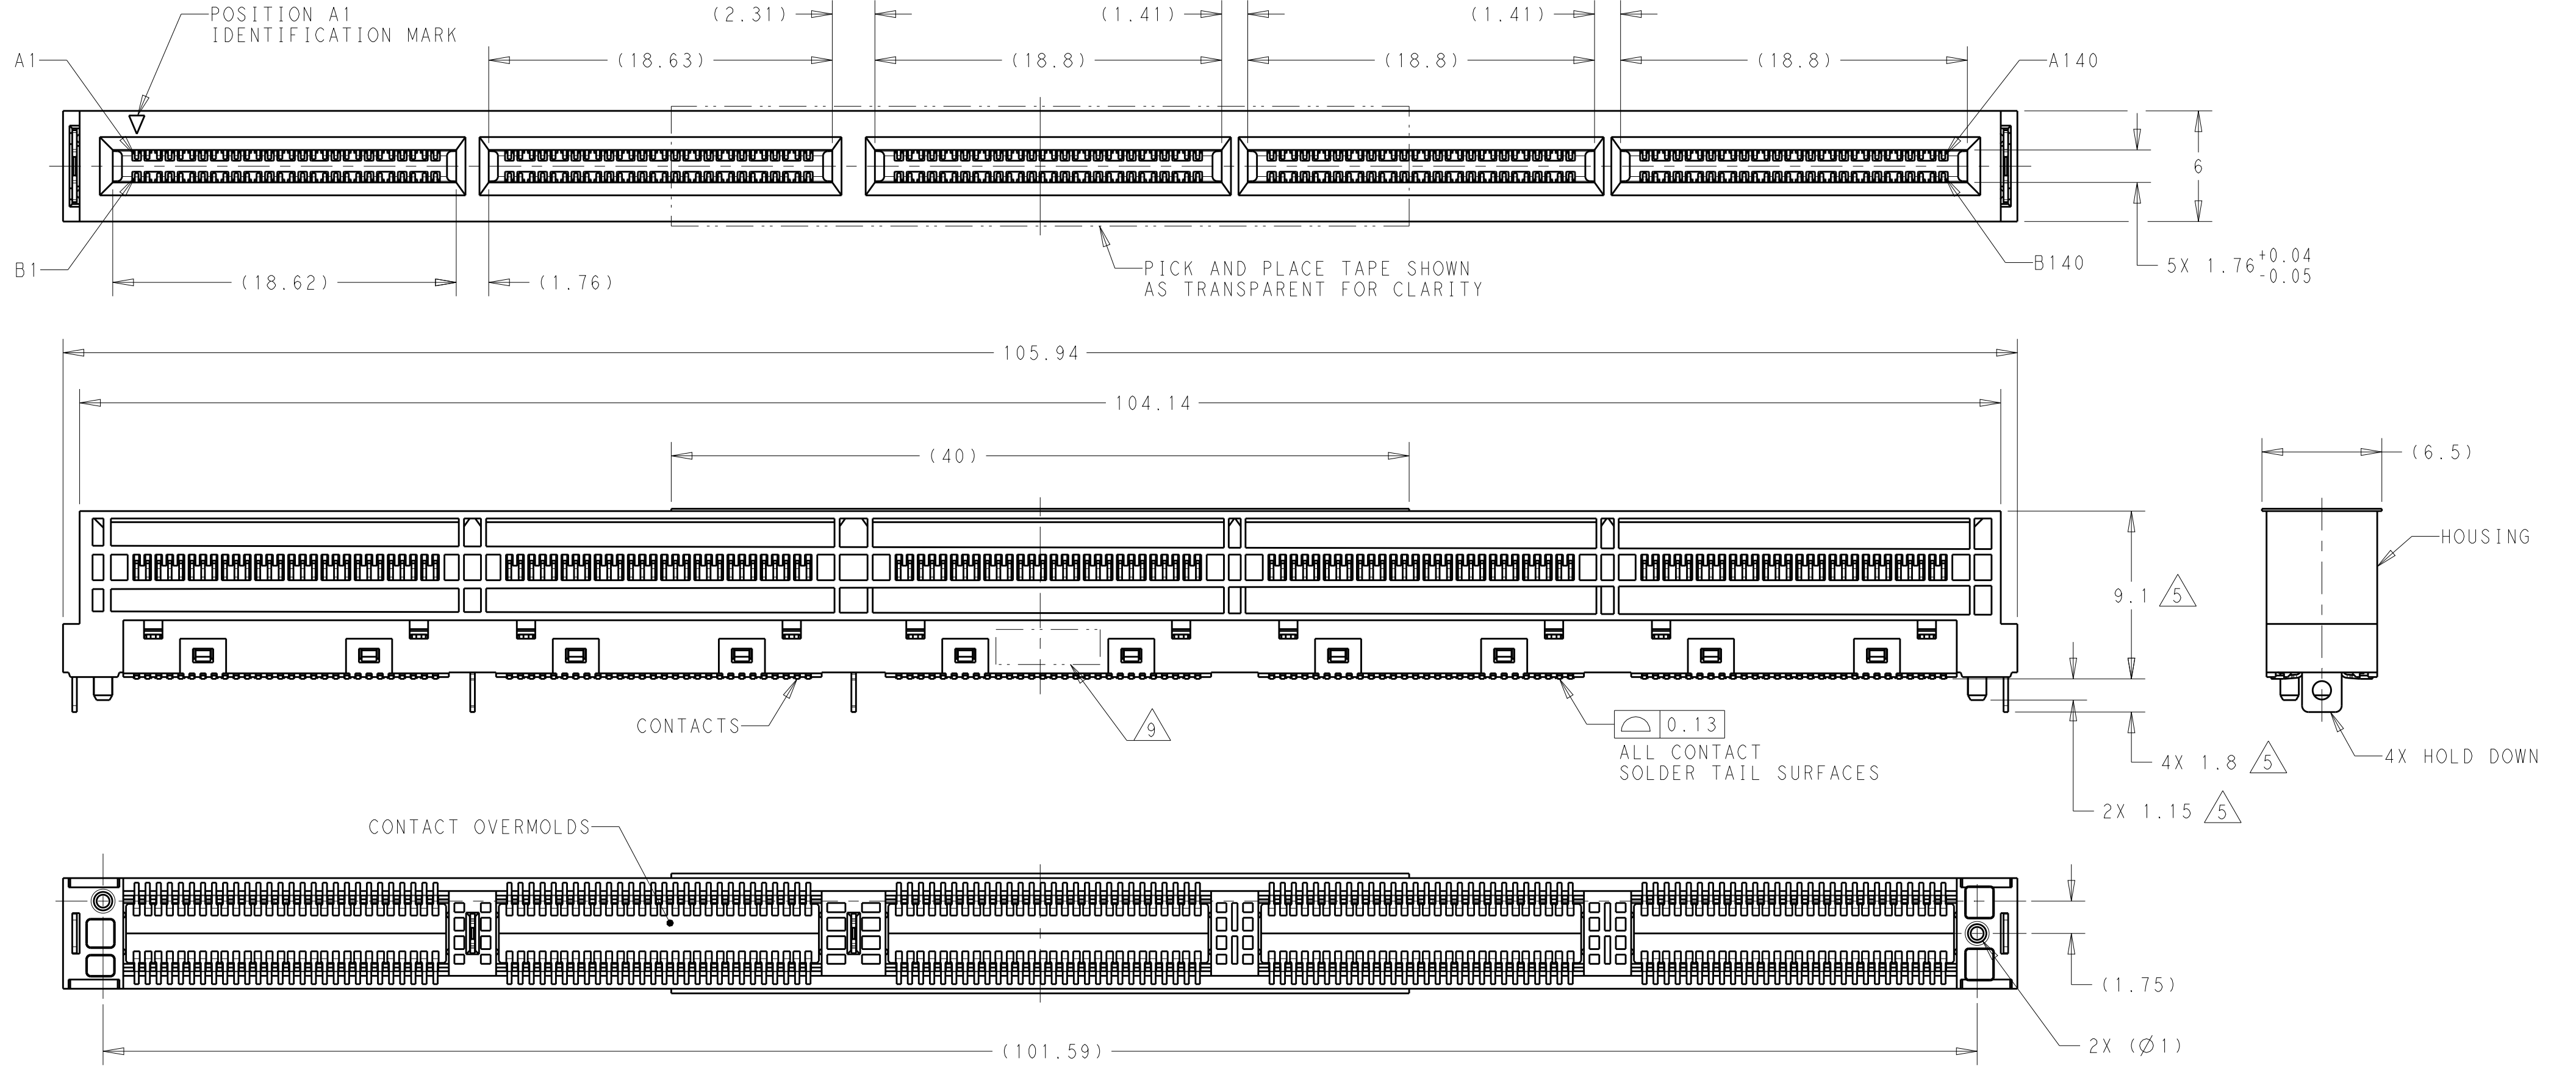 POSITION A1
IDENTIFICATION MARK
(2.31)
(1.41)
(1.41)
A1
(18.63)
(18.8)
(18.8)
(18.8)
A140
6
B1
(18.62)
(1.76)
PICK AND PLACE TAPE SHOWN
AS TRANSPARENT FOR CLARITY
B140
5X 1.76 +0.04
-0.05
105.94
104.14
(40)
(6.5)
HOUSING
9.1 5
CONTACTS
9
0.13
ALL CONTACT
SOLDER TAIL SURFACES
4X 1.8 5
4X HOLD DOWN
2X 1.15 5
CONTACT OVERMOLDS
(1.75)
2X (Ø1)
(101.59)